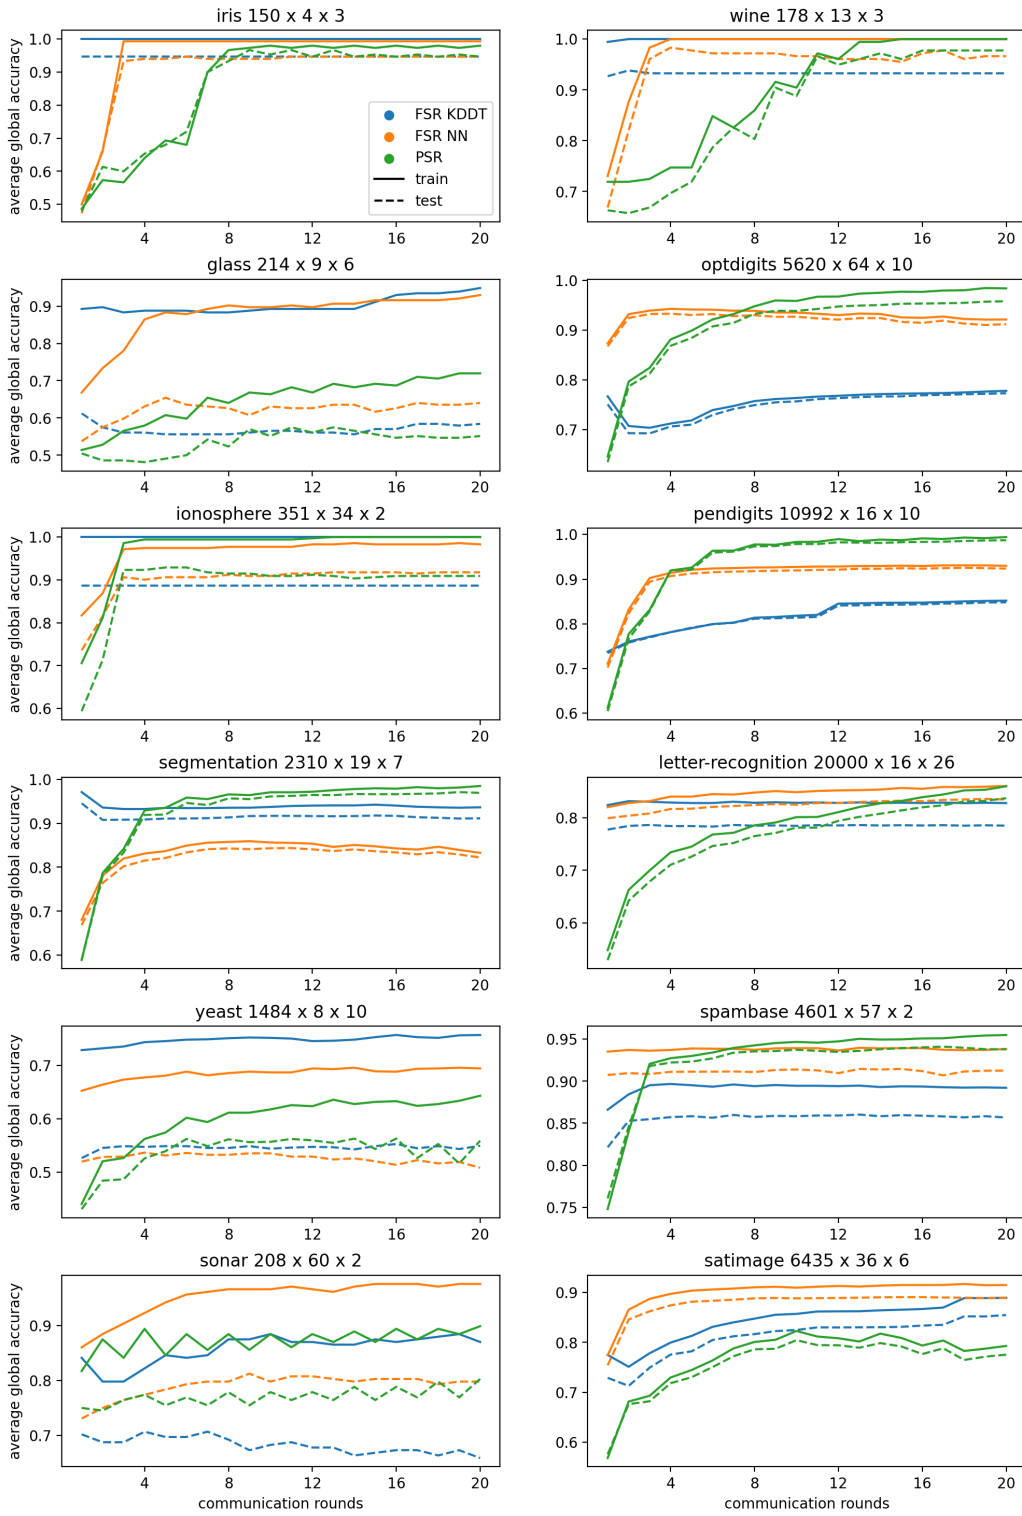 iris 150 x 4 x 3
average global accuracy
1.0
0.9
0.8
0.7
0.6
0.5
4 8 12 16 20
FSR KDDT
FSR NN
PSR
train
test
wine 178 x 13 x 3
1.0
0.9
0.8
0.7
4 8 12 16 20
glass 214 x 9 x 6
average global accuracy
0.9
0.8
0.7
0.6
0.5
4 8 12 16 20
optdigits 5620 x 64 x 10
1.0
0.9
0.8
0.7
4 8 12 16 20
ionosphere 351 x 34 x 2
average global accuracy
1.0
0.9
0.8
0.7
0.6
4 8 12 16 20
pendigits 10992 x 16 x 10
1.0
0.9
0.8
0.7
0.6
4 8 12 16 20
segmentation 2310 x 19 x 7
average global accuracy
1.0
0.9
0.8
0.7
0.6
4 8 12 16 20
letter-recognition 20000 x 16 x 26
0.8
0.7
0.6
4 8 12 16 20
yeast 1484 x 8 x 10
average global accuracy
0.7
0.6
0.5
4 8 12 16 20
spambase 4601 x 57 x 2
0.95
0.90
0.85
0.80
0.75
4 8 12 16 20
sonar 208 x 60 x 2
average global accuracy
0.9
0.8
0.7
4 8 12 16 20
communication rounds
satimage 6435 x 36 x 6
0.9
0.8
0.7
0.6
4 8 12 16 20
communication rounds